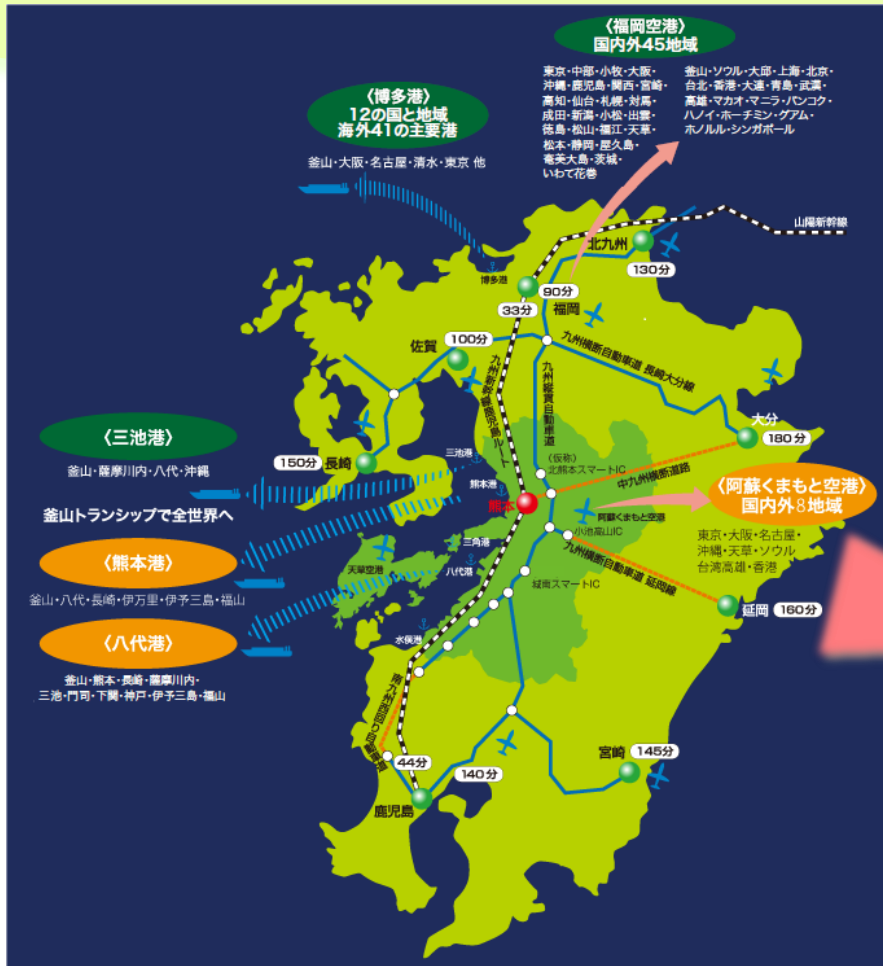 〈福岡空港〉
国内外45地域
東京・中部・小牧・大阪・
沖縄・鹿児島・関西・宮崎・
高知・仙台・札幌・対馬・
成田・新潟・小松・出雲・
徳島・松山・福江・天草・
松本・静岡・屋久島・
奄美大島・茨城・
いわて花巻
釜山・ソウル・大邱・上海・北京・
台北・香港・大連・青島・武漢・
高雄・マカオ・マニラ・バンコク・
ハノイ・ホーチミン・グアム・
ホノルル・シンガポール
〈博多港〉
12の国と地域
海外41の主要港
釜山・大阪・名古屋・清水・東京 他
山陽新幹線
北九州
130分
博多港
90分
33分
福岡
100分
佐賀
九州横断自動車道 長崎大分線
九州新幹線鹿児島ルート
九州縦貫自動車道
大分
180分
〈三池港〉
釜山・薩摩川内・八代・沖縄
150分
長崎
三池港
(仮称)
北熊本スマートIC
中九州横断道路
釜山トランシップで全世界へ
熊本港
熊本
阿蘇くまもと空港
〈阿蘇くまもと空港〉
国内外8地域
東京・大阪・名古屋・
沖縄・天草・ソウル
台湾高雄・香港
〈熊本港〉
釜山・八代・長崎・伊万里・伊予三島・福山
三角港
小池高山IC
天草空港
八代港
九州横断自動車道 延岡線
城南スマートIC
延岡
160分
〈八代港〉
釜山・熊本・長崎・薩摩川内・
三池・門司・下関・神戸・伊予三島・福山
水俣港
南九州西回り自動車道
44分
140分
宮崎
145分
鹿児島